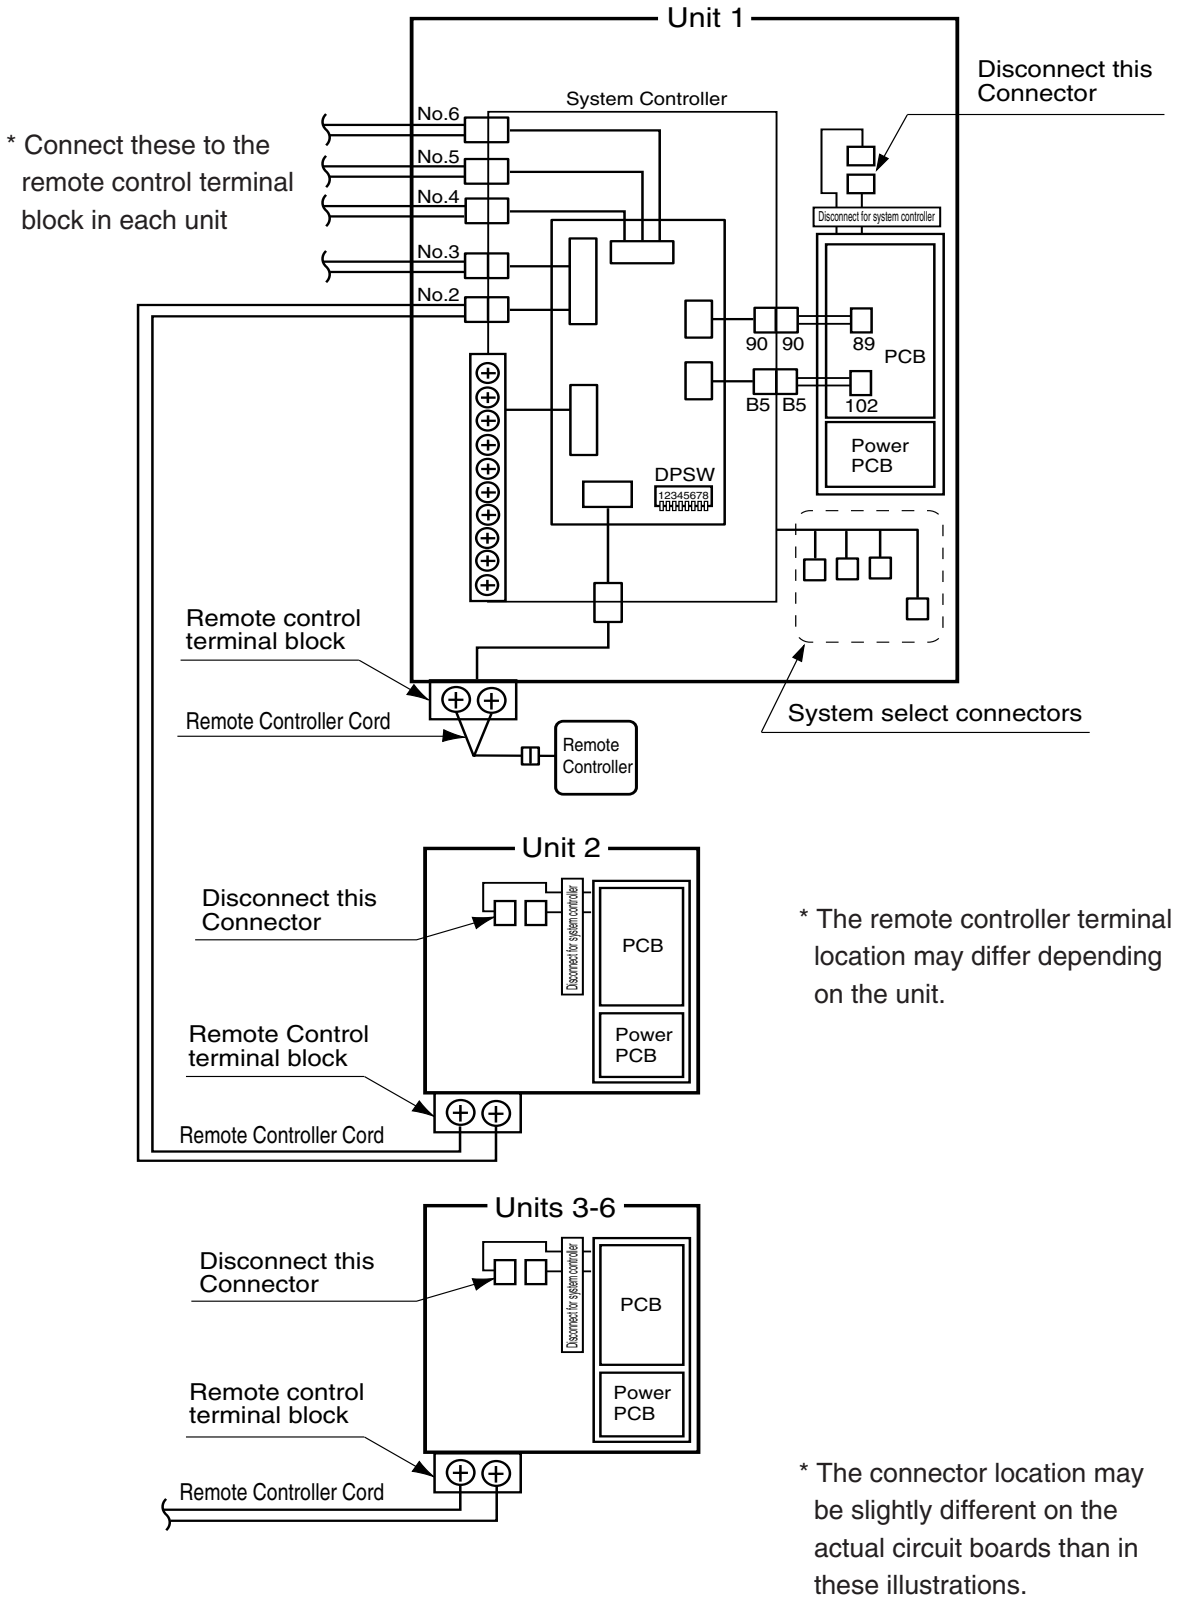 Unit 1
Disconnect this
Connector
System Controller
No.6
* Connect these to the
remote control terminal
block in each unit
No.5
No.4
Disconnect for system controller
No.3
No.2
90 90 89
PCB
B5 B5 102
Power
PCB
DPSW
12345678
Remote control
terminal block
Remote Controller Cord
System select connectors
Remote
Controller
Unit 2
Disconnect this
Connector
Disconnect for system controller
PCB
* The remote controller terminal
location may differ depending
on the unit.
Power
PCB
Remote Control
terminal block
Remote Controller Cord
Units 3-6
Disconnect this
Connector
Disconnect for system controller
PCB
Power
PCB
Remote control
terminal block
Remote Controller Cord
* The connector location may
be slightly different on the
actual circuit boards than in
these illustrations.